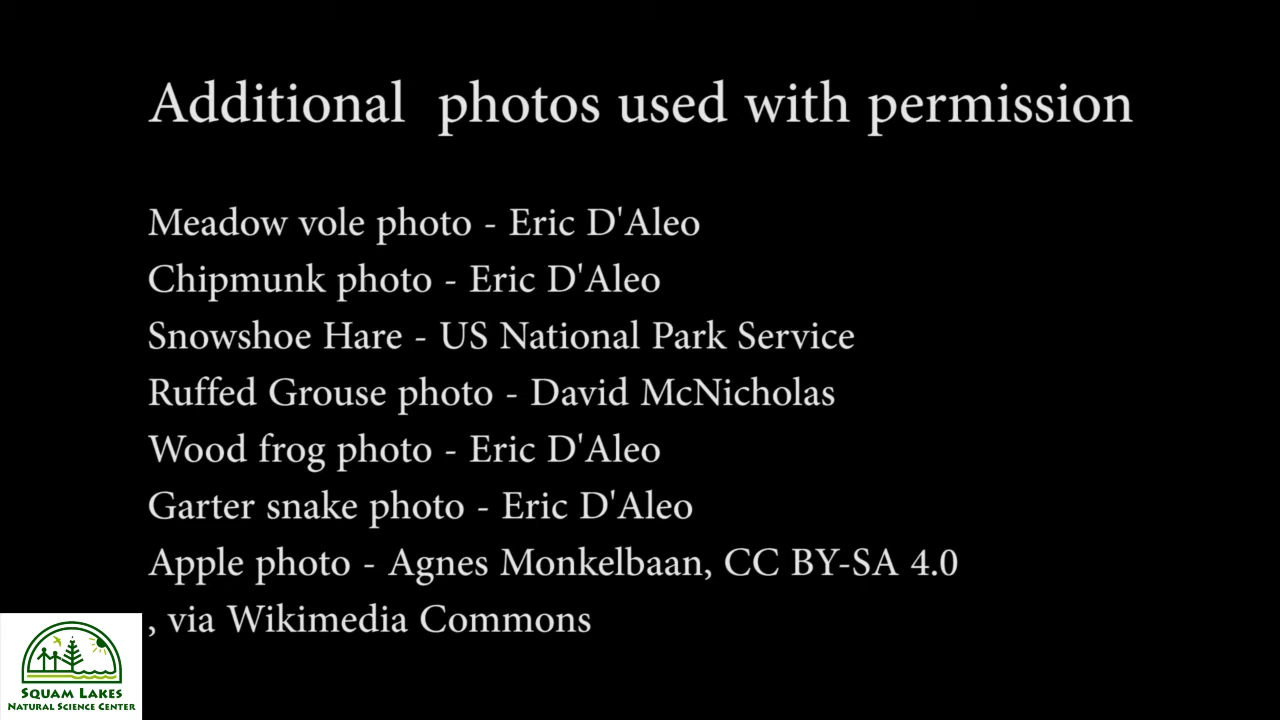 Additional  photos used with permission
Meadow vole photo - Eric D'Aleo
Chipmunk photo - Eric D'Aleo
Snowshoe Hare - US National Park Service
Ruffed Grouse photo - David McNicholas
Wood frog photo - Eric D'Aleo
Garter snake photo - Eric D'Aleo
Apple photo - Agnes Monkelbaan, CC BY-SA 4.0
, via Wikimedia Commons
SQUAM LAKES
NATURAL SCIENCE CENTER